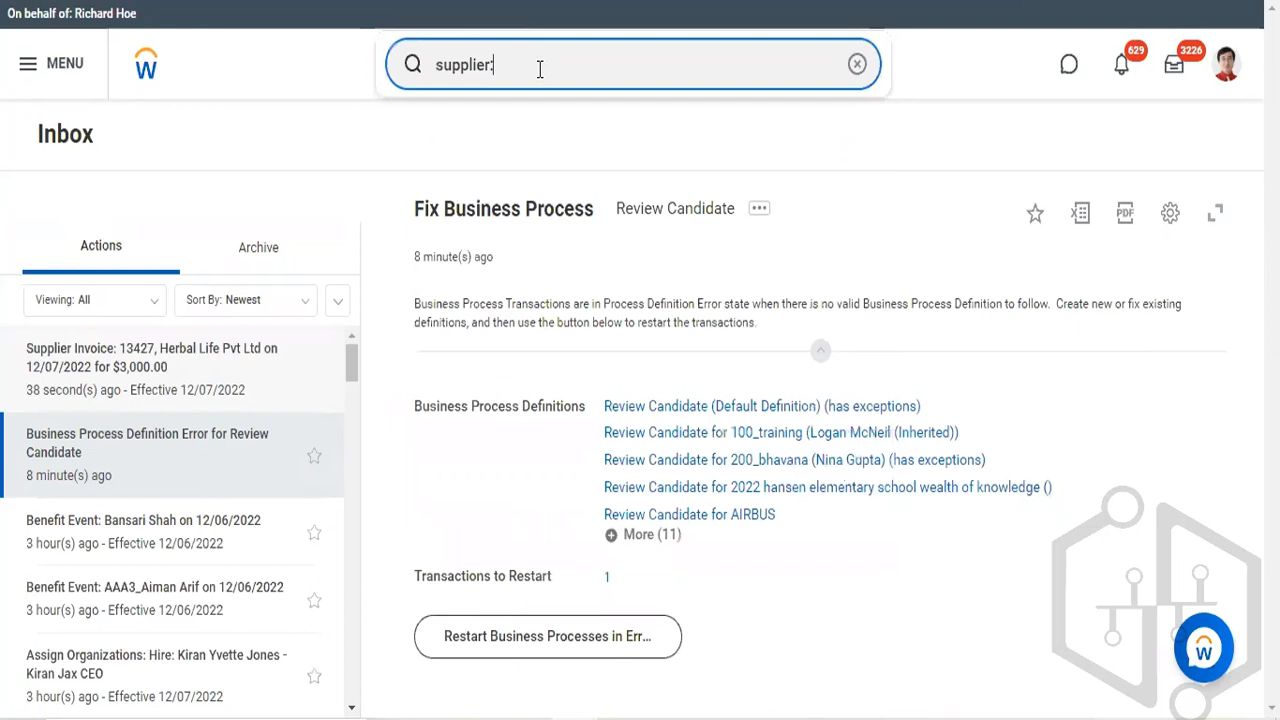 On behalf of: Richard Hoe
MENU
supplier:
629
3226
Inbox
Actions
Archive
Viewing: All
Sort By: Newest
Supplier Invoice: 13427, Herbal Life Pvt Ltd on
12/07/2022 for $3,000.00
38 second(s) ago - Effective 12/07/2022
Business Process Definition Error for Review
Candidate
8 minute(s) ago
Benefit Event: Bansari Shah on 12/06/2022
3 hour(s) ago - Effective 12/06/2022
Benefit Event: AAA3_Aiman Arif on 12/06/2022
3 hour(s) ago - Effective 12/06/2022
Assign Organizations: Hire: Kiran Yvette Jones -
Kiran Jax CEO
3 hour(s) ago - Effective 12/07/2022
Fix Business Process Review Candidate
PDF
8 minute(s) ago
Business Process Transactions are in Process Definition Error state when there is no valid Business Process Definition to follow. Create new or fix existing
definitions, and then use the button below to restart the transactions.
Business Process Definitions
Review Candidate (Default Definition) (has exceptions)
Review Candidate for 100_training (Logan McNeil (Inherited))
Review Candidate for 200_bhavana (Nina Gupta) (has exceptions)
Review Candidate for 2022 hansen elementary school wealth of knowledge ()
Review Candidate for AIRBUS
More (11)
Transactions to Restart 1
Restart Business Processes in Err...